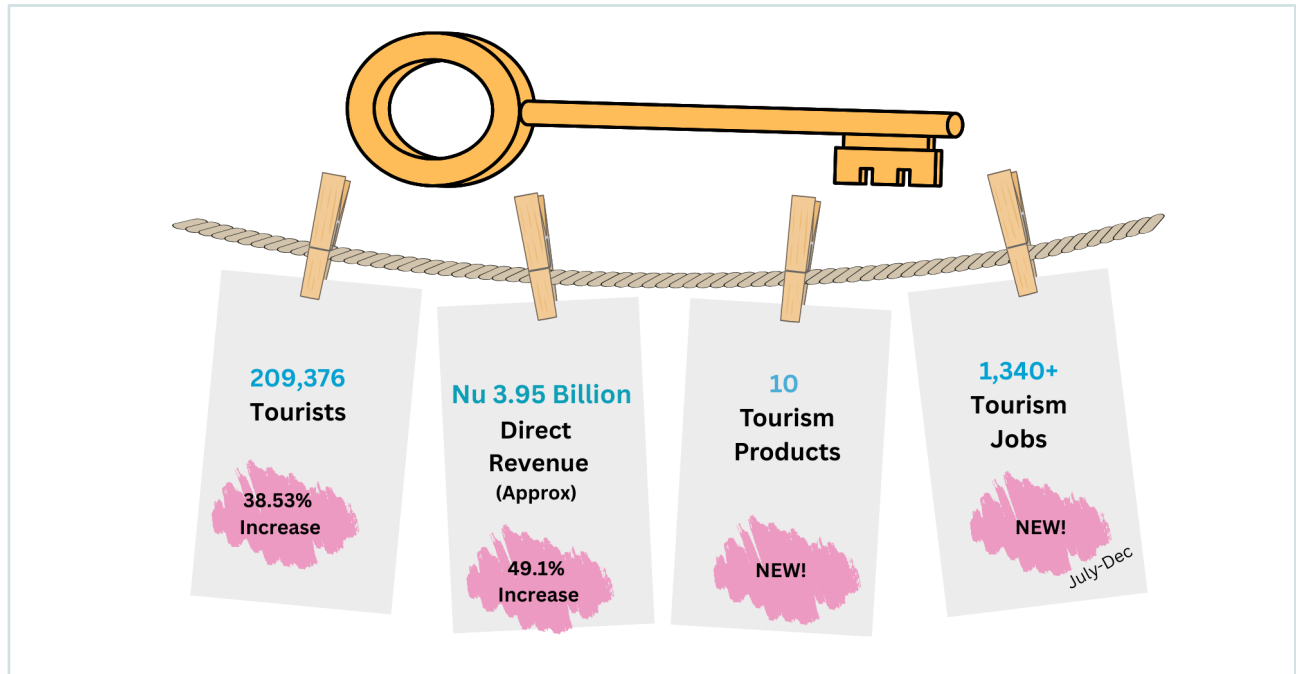 209,376
Tourists
38.53%
Increase
Nu 3.95 Billion
Direct
Revenue
(Approx)
49.1%
Increase
10
Tourism
Products
NEW!
1,340+
Tourism
Jobs
NEW!
July-Dec